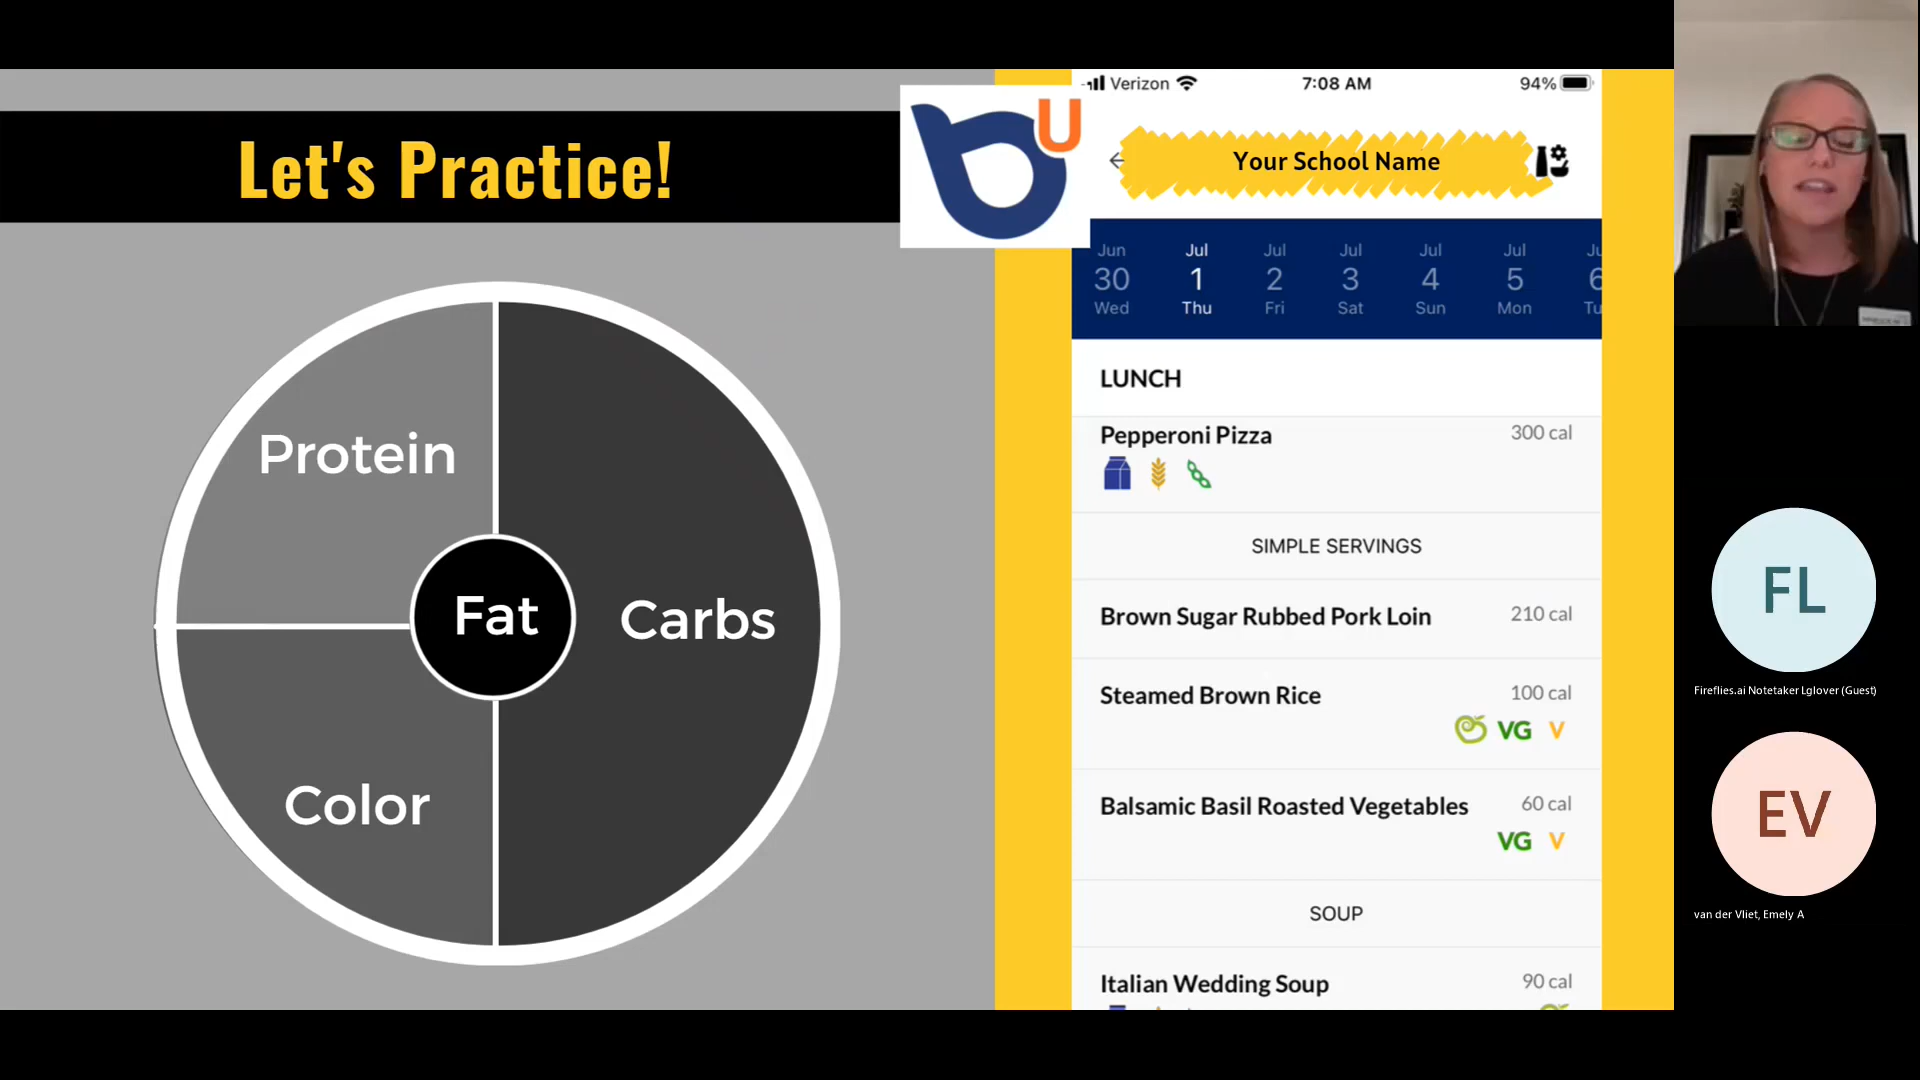 Let's Practice!
Protein
Fat
Carbs
Color
U
Verizon
7:08 AM
94%
Your School Name
Jun
30
Wed
Jul
1
Thu
Jul
2
Fri
Jul
3
Sat
Jul
4
Sun
Jul
5
Mon
6
LUNCH
Pepperoni Pizza
300 cal
SIMPLE SERVINGS
Brown Sugar Rubbed Pork Loin
210 cal
Steamed Brown Rice
100 cal
VG V
Balsamic Basil Roasted Vegetables
60 cal
VG V
SOUP
Italian Wedding Soup
90 cal
FL
Fireflies.ai Notetaker Lglover (Guest)
EV
van der Vliet, Emely A